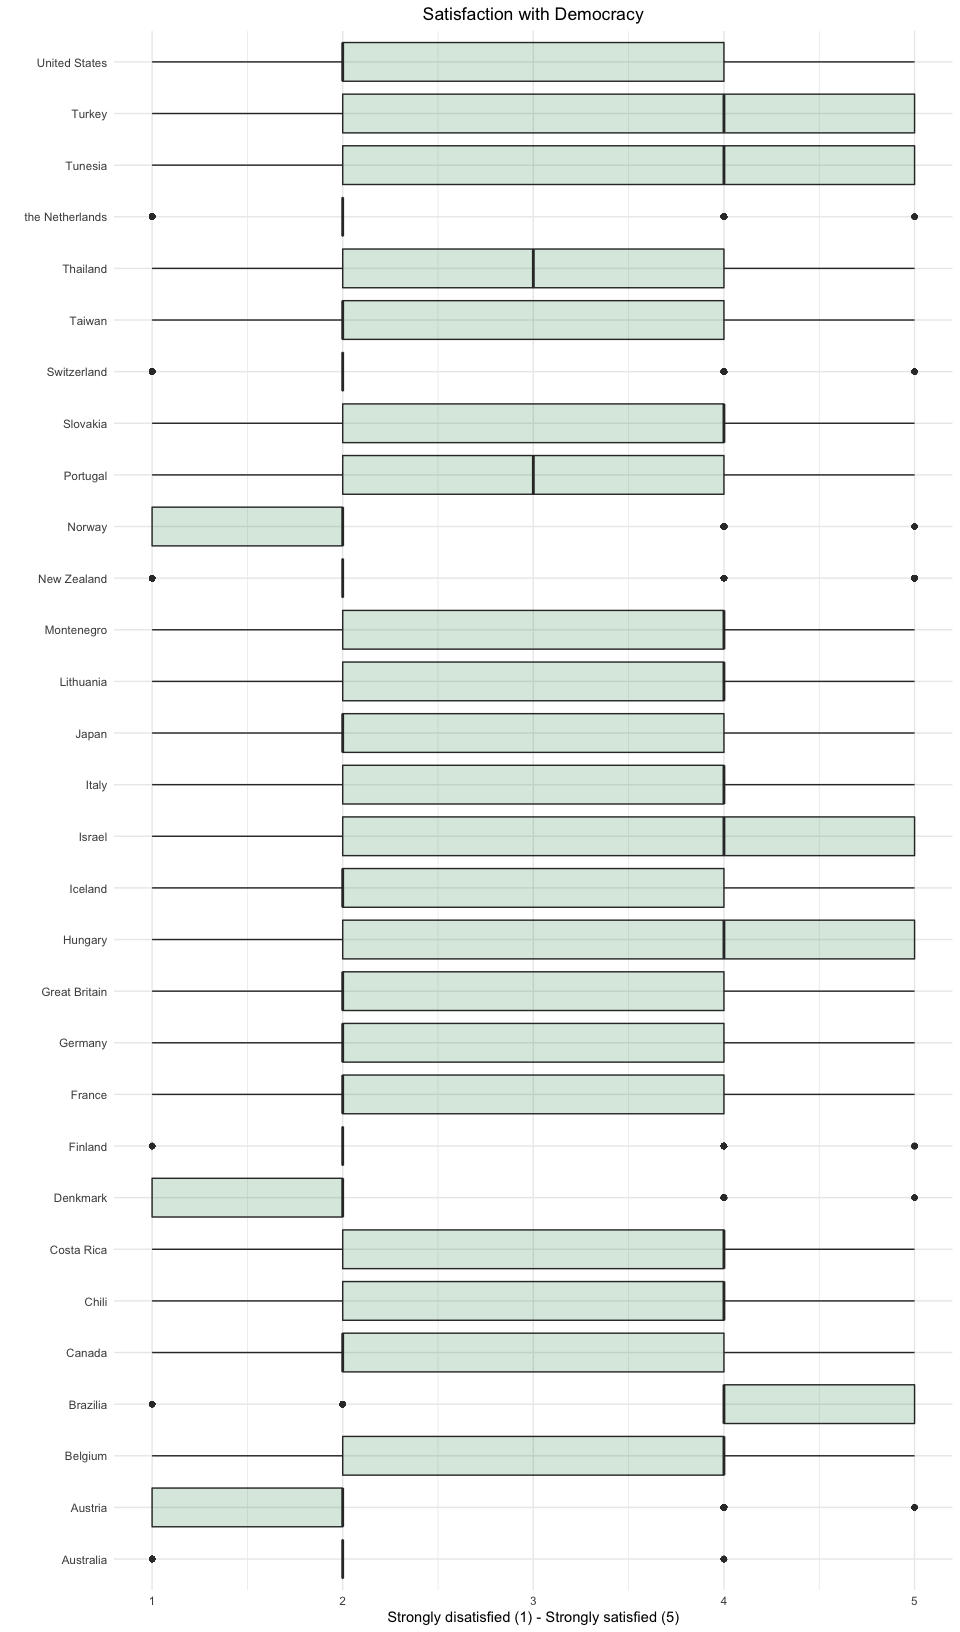 Satisfaction with Democracy
United States
Turkey
Tunesia
the Netherlands
Thailand
Taiwan
Switzerland
Slovakia
Portugal
Norway
New Zealand
Montenegro
Lithuania
Japan
Italy
Israel
Iceland
Hungary
Great Britain
Germany
France
Finland
Denkmark
Costa Rica
Chili
Canada
Brazilia
Belgium
Austria
Australia
1 2 3 4 5
Strongly disatisfied (1) - Strongly satisfied (5)